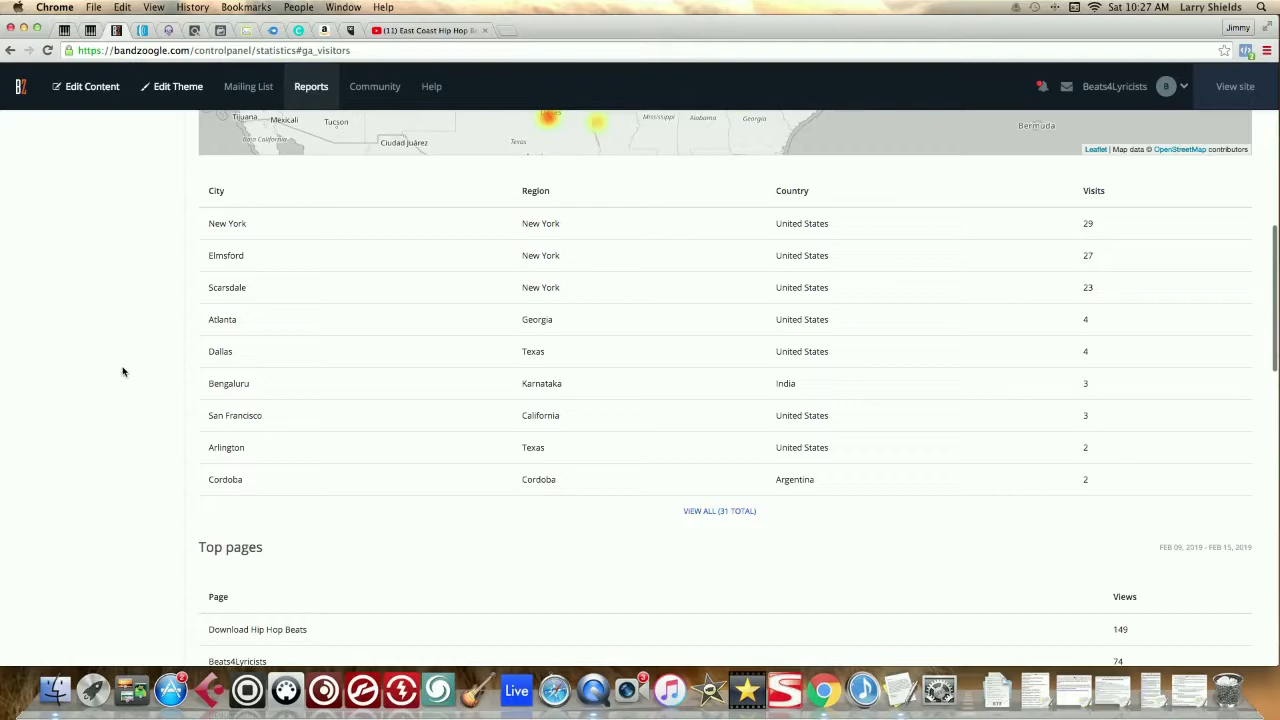 Chrome File Edit View History Bookmarks People Window Help Sat 10:27 AM Larry Shields
(11) East Coast Hip Hop B Jimmy
https://bandzoogle.com/controlpanel/statistics#ga_visitors
BZ Edit Content Edit Theme Mailing List Reports Community Help Beats4Lyricists B View site
Tijuana Mexicali Tucson Ciudad Juárez Texas Mississippi Alabama Georgia Bermuda
Leaflet | Map data © OpenStreetMap contributors
City Region Country Visits
New York New York United States 29
Elmsford New York United States 27
Scarsdale New York United States 23
Atlanta Georgia United States 4
Dallas Texas United States 4
Bengaluru Karnataka India 3
San Francisco California United States 3
Arlington Texas United States 2
Cordoba Cordoba Argentina 2
VIEW ALL (31 TOTAL)
Top pages FEB 09, 2019 - FEB 15, 2019
Page Views
Download Hip Hop Beats 149
Beats4Lyricists 74
2 Live 3